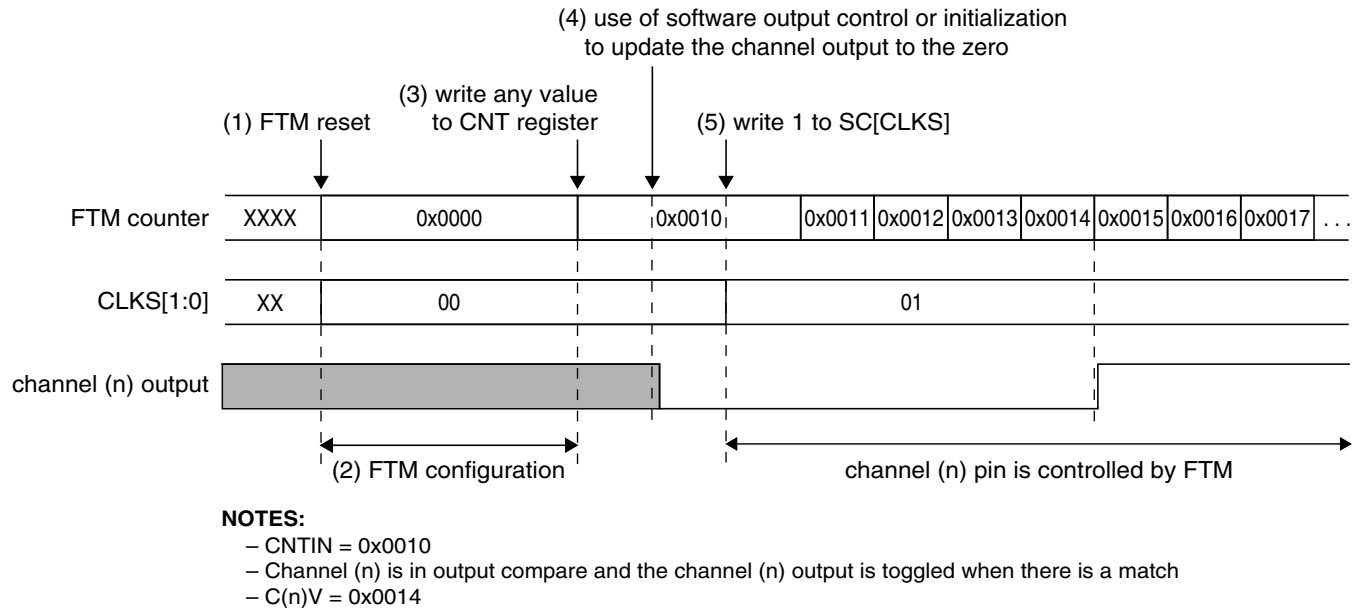 (4) use of software output control or initialization
to update the channel output to the zero
(3) write any value
to CNT register
(1) FTM reset
(5) write 1 to SC[CLKS]
FTM counter XXXX 0x0000 0x0010 0x0011 0x0012 0x0013 0x0014 0x0015 0x0016 0x0017 . . .
CLKS[1:0] XX 00 01
channel (n) output
(2) FTM configuration
channel (n) pin is controlled by FTM
NOTES:
– CNTIN = 0x0010
– Channel (n) is in output compare and the channel (n) output is toggled when there is a match
– C(n)V = 0x0014